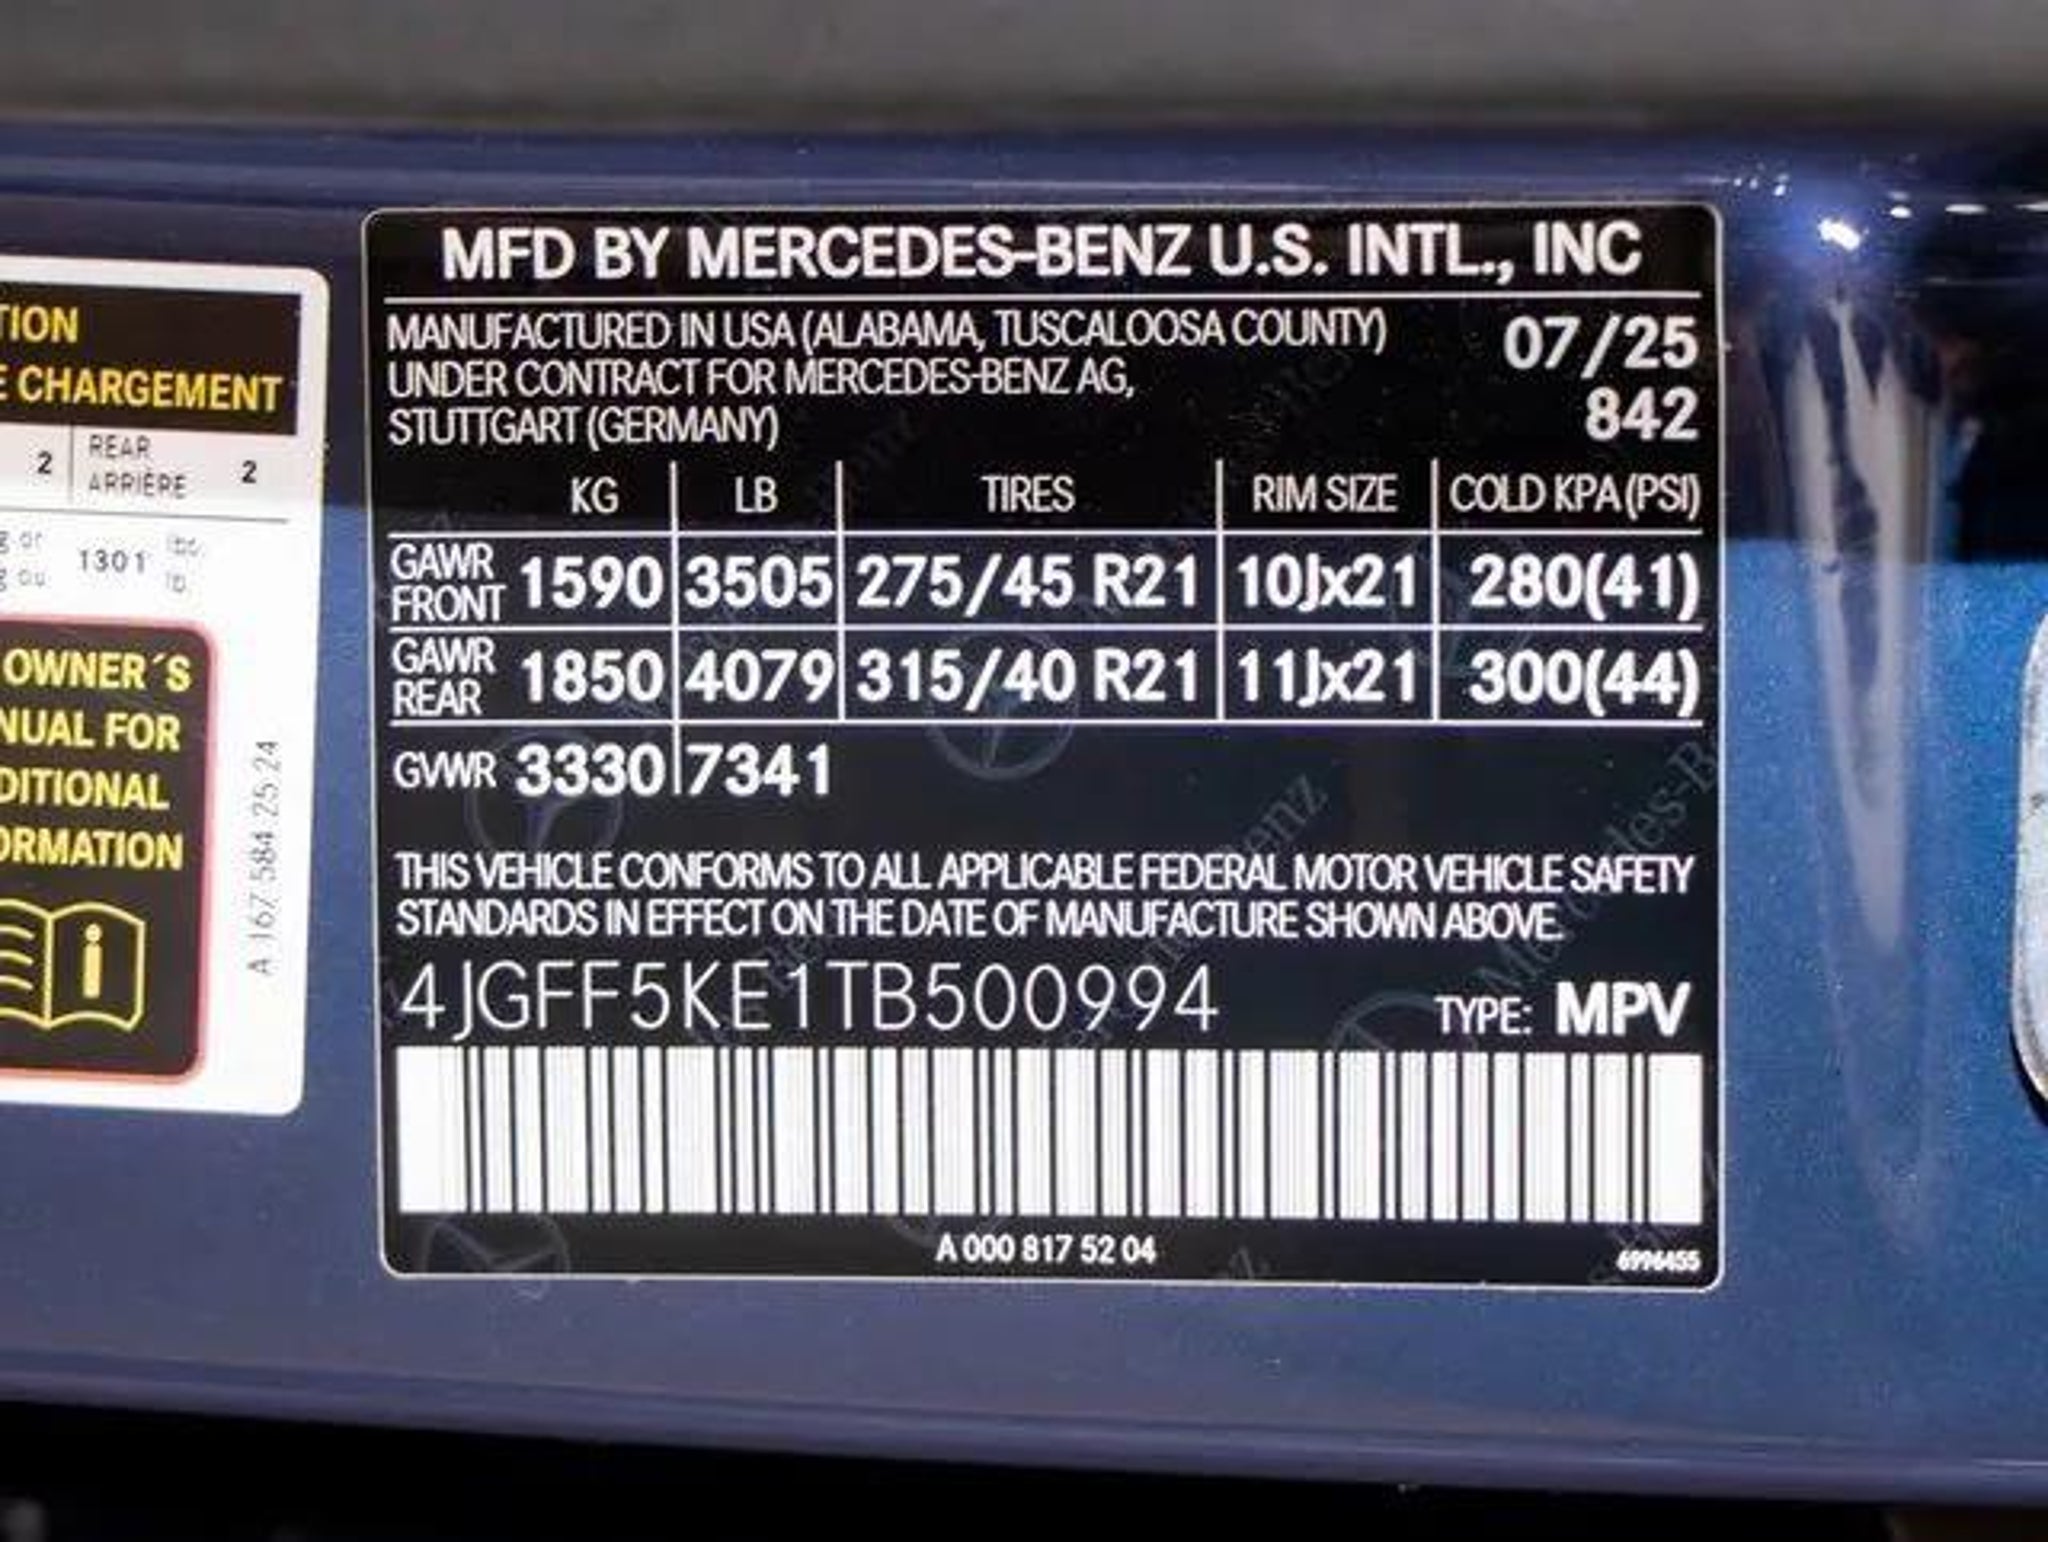 TION
E CHARGEMENT
2 REAR 2
ARRIÈRE
g or 1301 lbs
g ou lb
OWNER´S
NUAL FOR
DITIONAL
ORMATION
A 167 584 25 24
MFD BY MERCEDES-BENZ U.S. INTL., INC
MANUFACTURED IN USA (ALABAMA, TUSCALOOSA COUNTY) 07/25
UNDER CONTRACT FOR MERCEDES-BENZ AG,
STUTTGART (GERMANY) 842
KG LB TIRES RIM SIZE COLD KPA (PSI)
GAWR FRONT 1590 3505 275/45 R21 10Jx21 280(41)
GAWR REAR 1850 4079 315/40 R21 11Jx21 300(44)
GVWR 3330 7341
THIS VEHICLE CONFORMS TO ALL APPLICABLE FEDERAL MOTOR VEHICLE SAFETY
STANDARDS IN EFFECT ON THE DATE OF MANUFACTURE SHOWN ABOVE.
4JGFF5KE1TB500994 TYPE: MPV
A 000 817 52 04 6996455